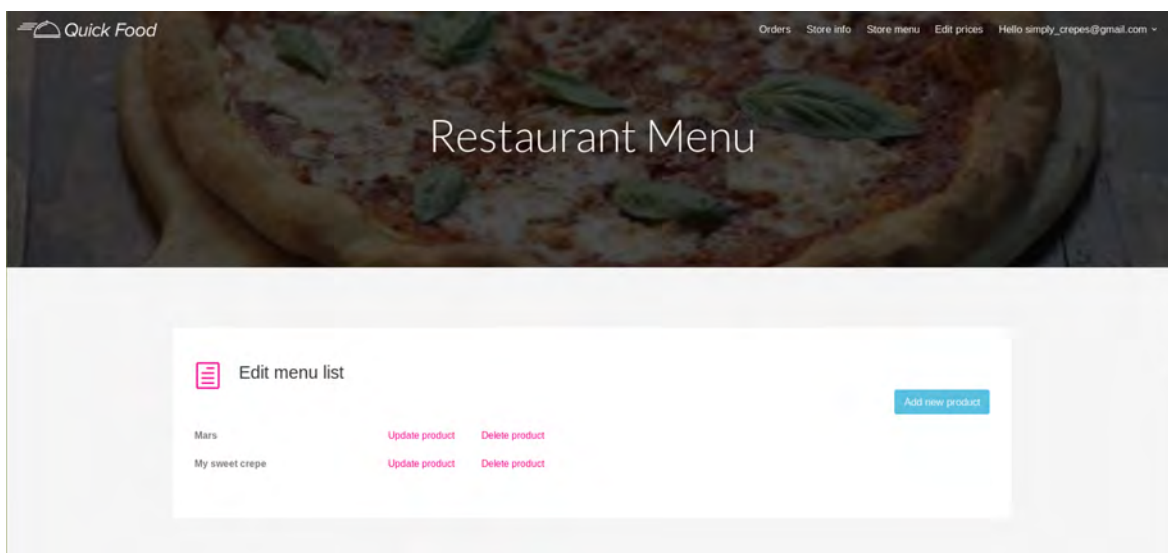 Quick Food
Orders Store info Store menu Edit prices Hello simply_crepes@gmail.com
Restaurant Menu
Edit menu list
Add new product
Mars Update product Delete product
My sweet crepe Update product Delete product